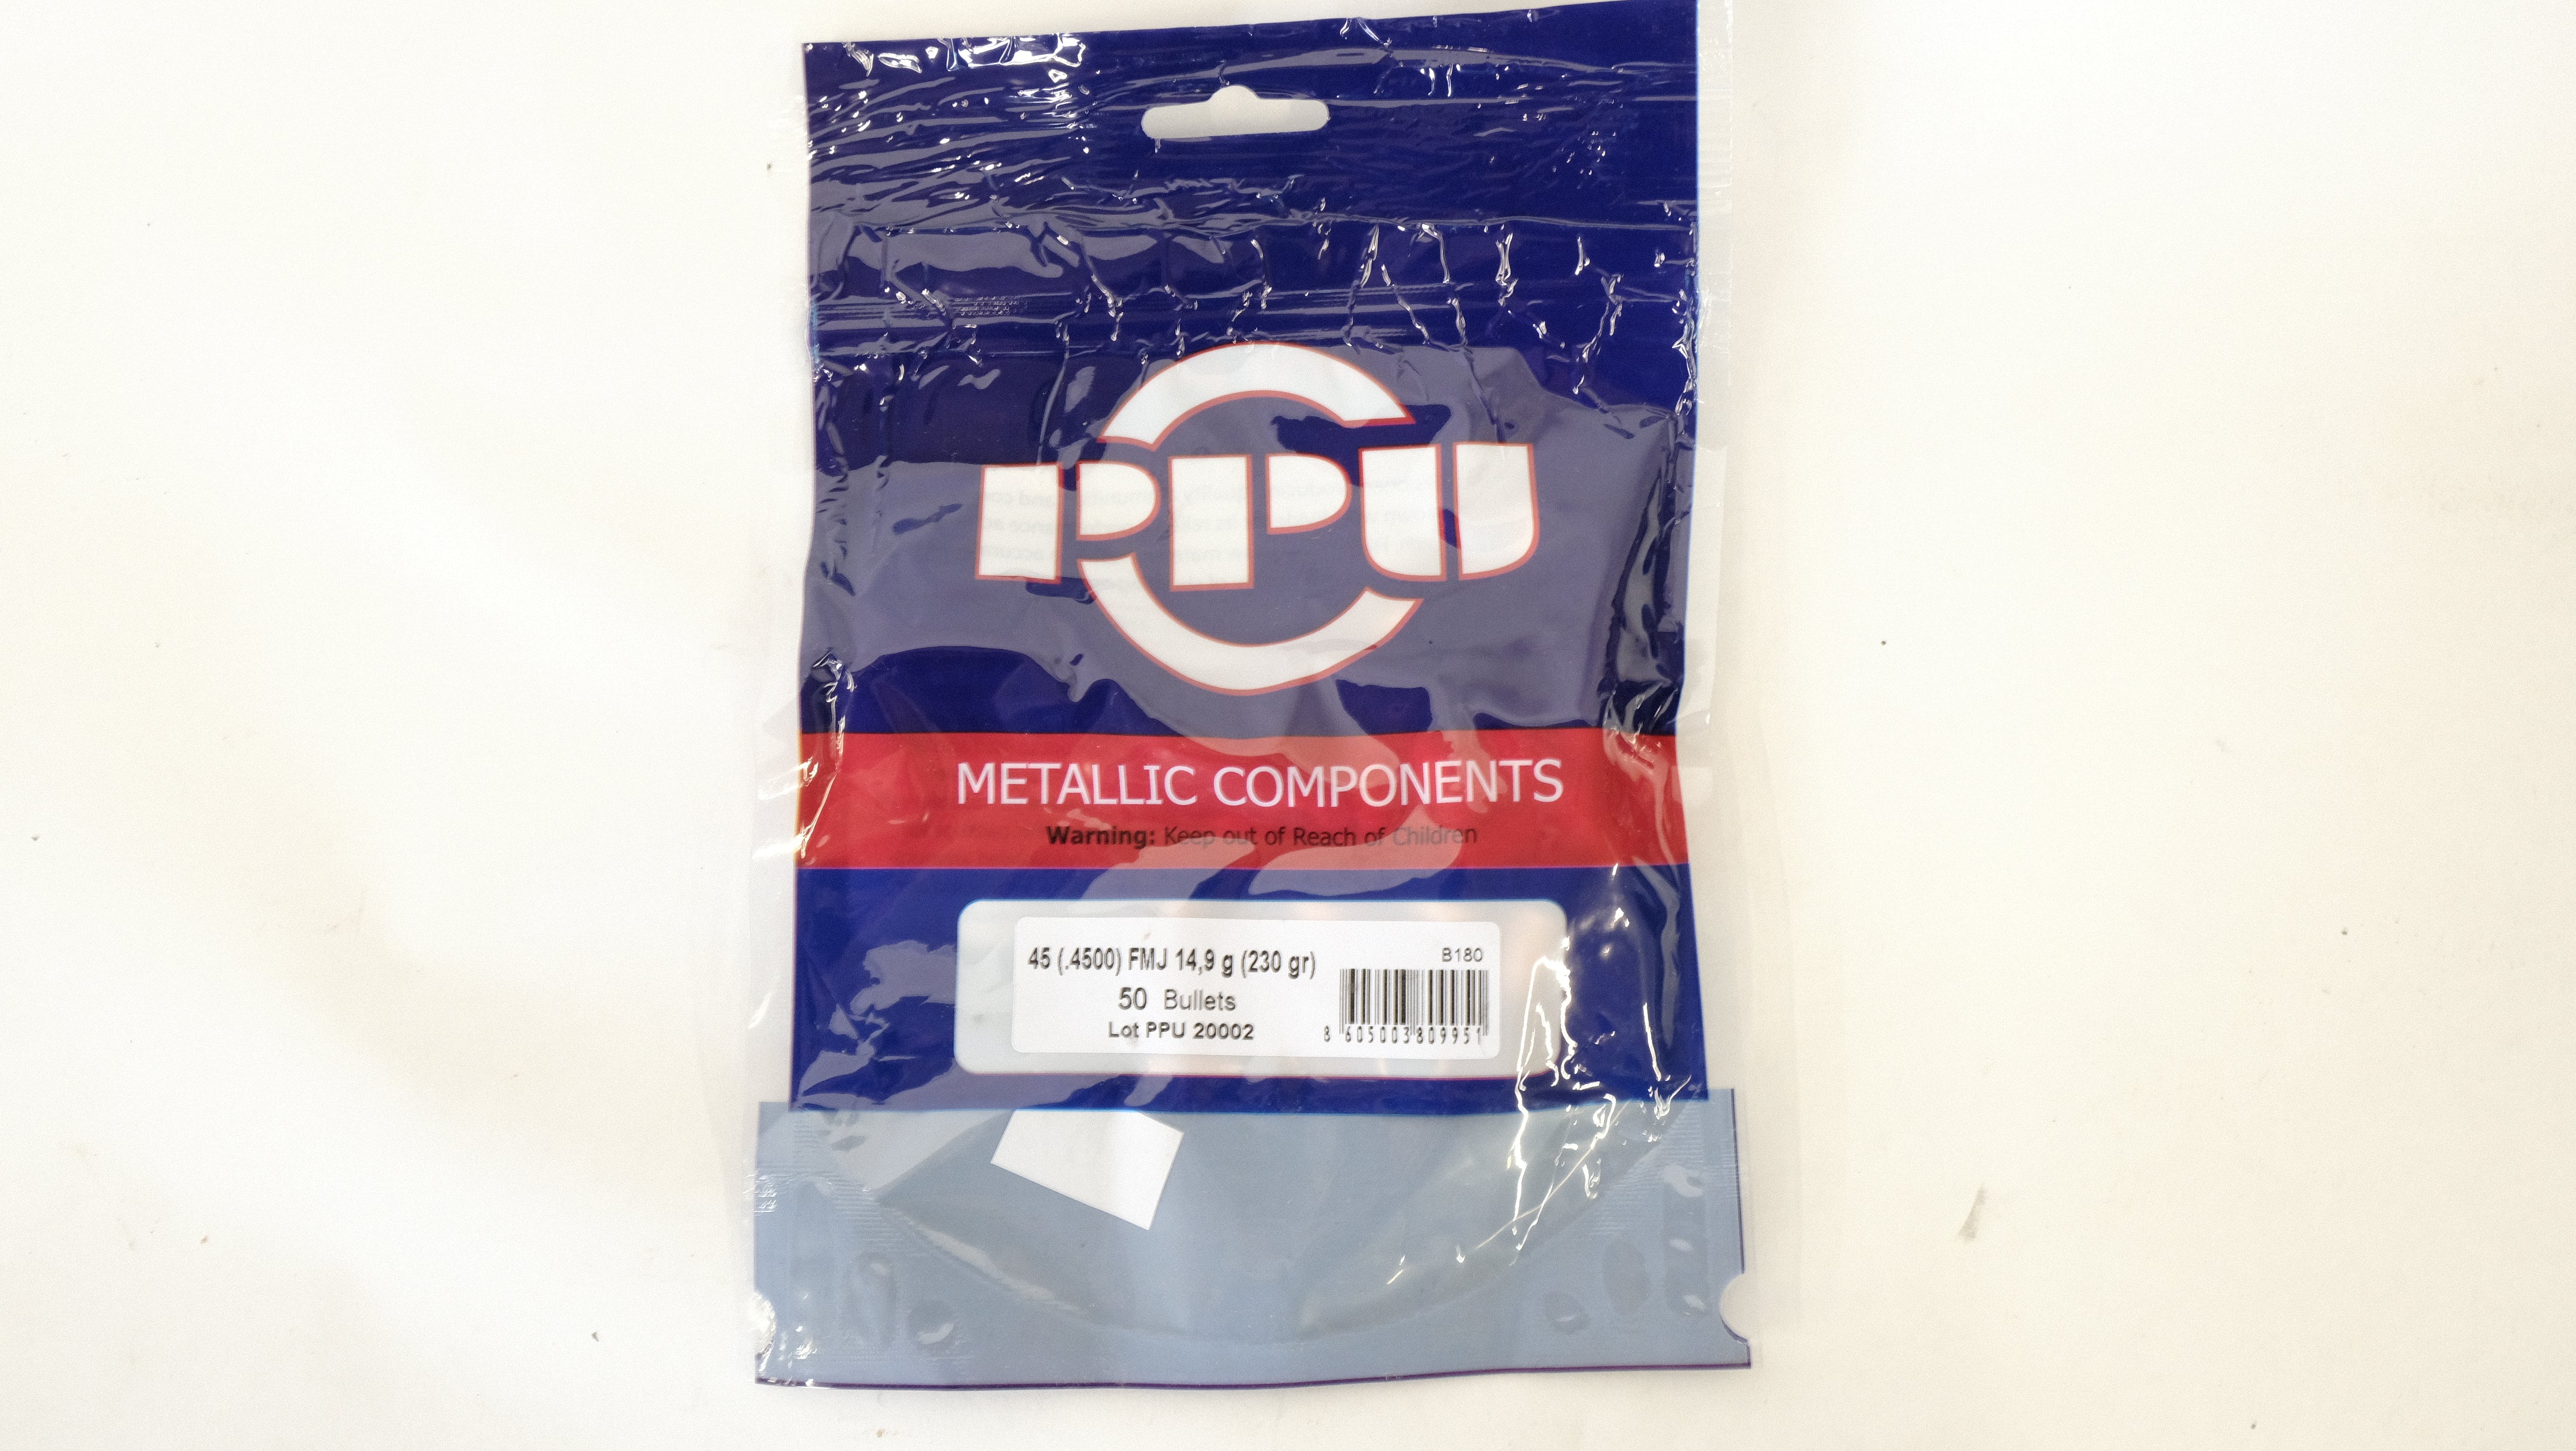 PPU
METALLIC COMPONENTS
Warning: Keep out of Reach of Children
45 (.4500) FMJ 14,9 g (230 gr)
B180
50 Bullets
Lot PPU 20002
8 605003 809951